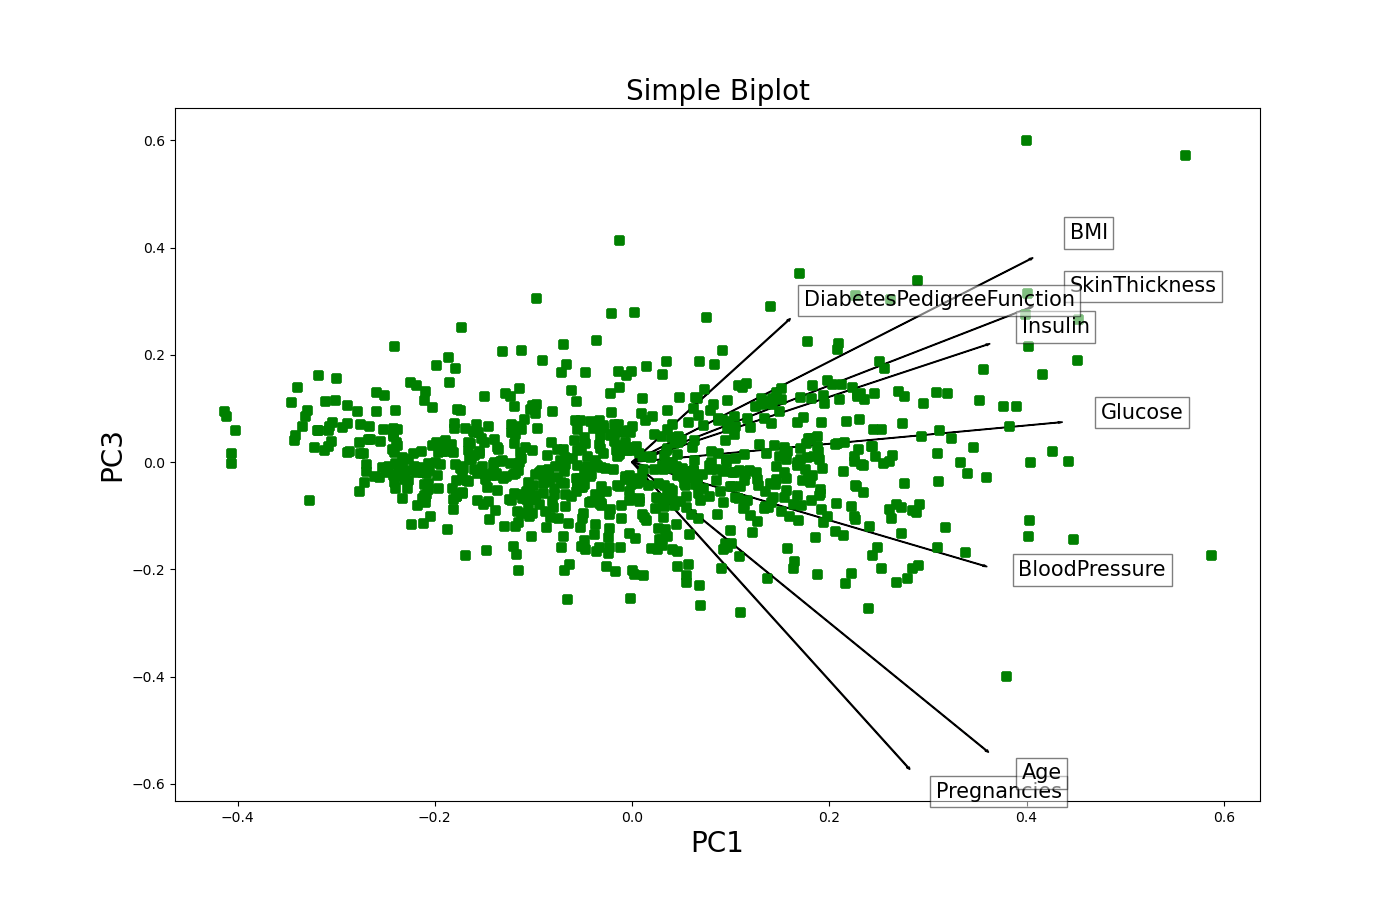 Simple Biplot
PC3
0.6
0.4
0.2
0.0
−0.2
−0.4
−0.6
BMI
SkinThickness
DiabetesPedigreeFunction
Insulin
Glucose
BloodPressure
Age
Pregnancies
−0.4
−0.2
0.0
0.2
0.4
0.6
PC1